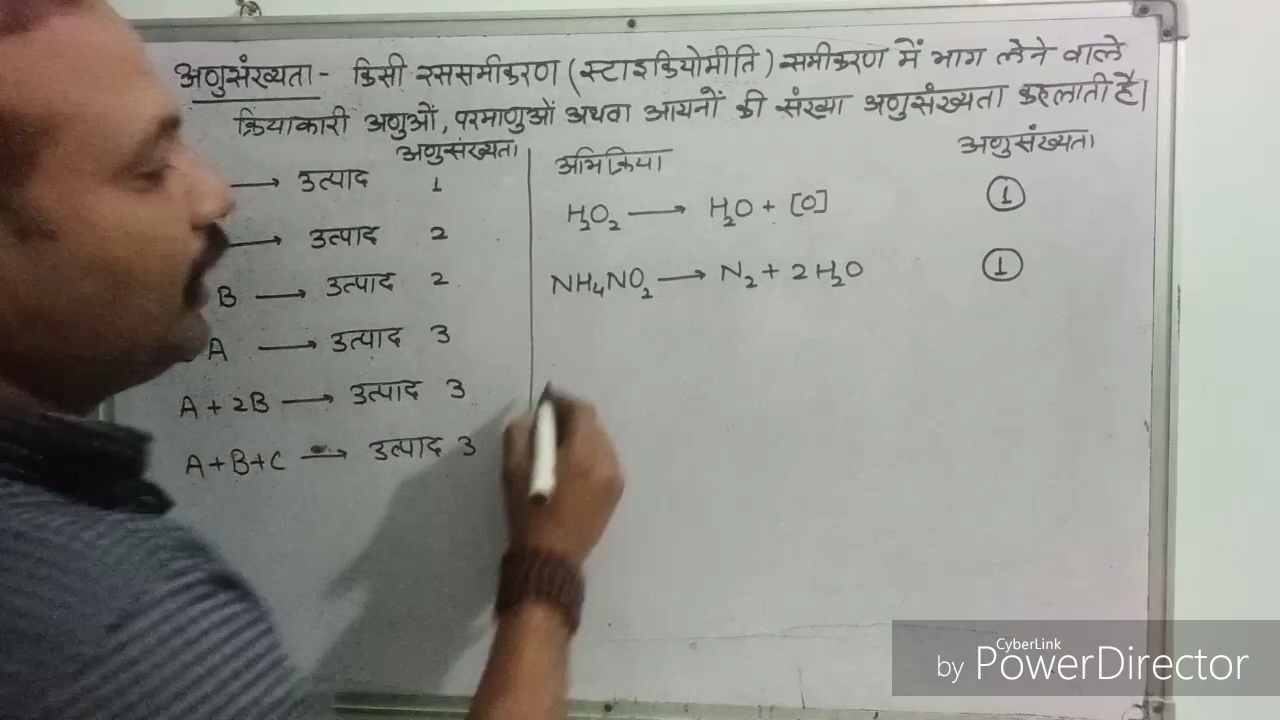 अणुसंख्यता - किसी रससमीकरण (स्टाइकियोमीति) समीकरण में भाग लेने वाले
क्रियाकारी अणुओं, परमाणुओं अथवा आयनों की संख्या अणुसंख्यता कहलाती है।
अणुसंख्यता
⟶ उत्पाद 1
⟶ उत्पाद 2
B ⟶ उत्पाद 2
A ⟶ उत्पाद 3
A + 2B ⟶ उत्पाद 3
A+B+C ⟶ उत्पाद 3
अभिक्रिया अणुसंख्यता
H₂O₂ ⟶ H₂O + [O] 1
NH₄NO₂ ⟶ N₂ + 2H₂O 1
CyberLink
by PowerDirector